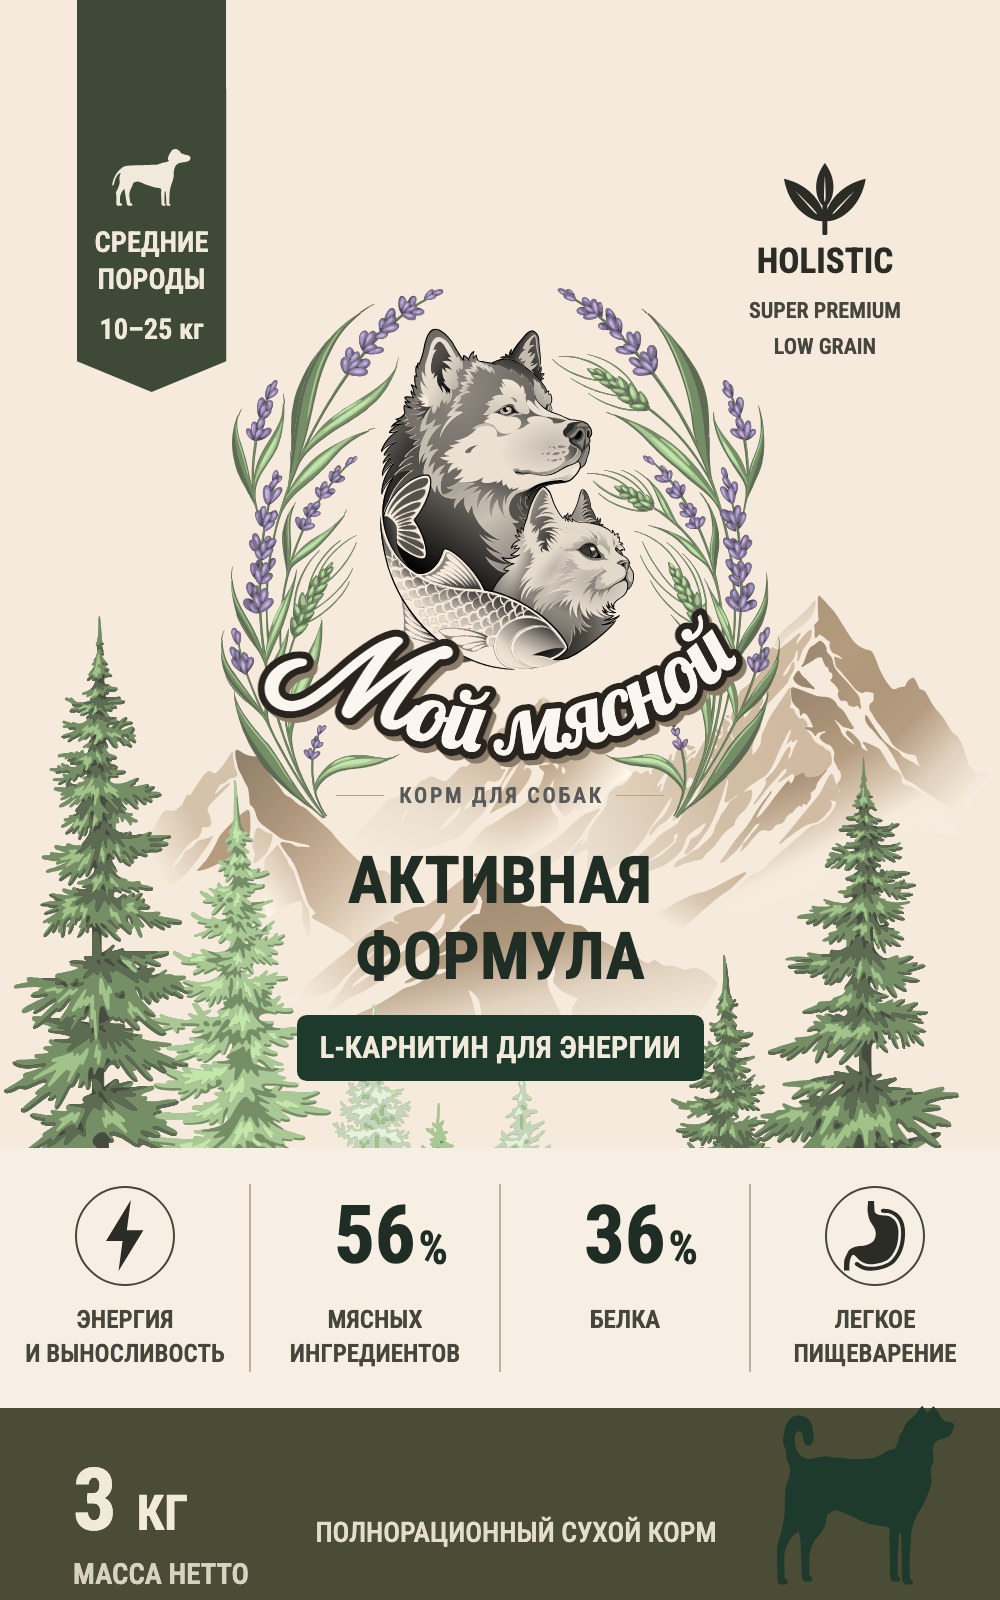 СРЕДНИЕ
ПОРОДЫ
10–25 кг
HOLISTIC
SUPER PREMIUM
LOW GRAIN
Мой мясной
КОРМ ДЛЯ СОБАК
АКТИВНАЯ
ФОРМУЛА
L-КАРНИТИН ДЛЯ ЭНЕРГИИ
ЭНЕРГИЯ
И ВЫНОСЛИВОСТЬ
56%
МЯСНЫХ
ИНГРЕДИЕНТОВ
36%
БЕЛКА
ЛЕГКОЕ
ПИЩЕВАРЕНИЕ
3 кг
МАССА НЕТТО
ПОЛНОРАЦИОННЫЙ СУХОЙ КОРМ